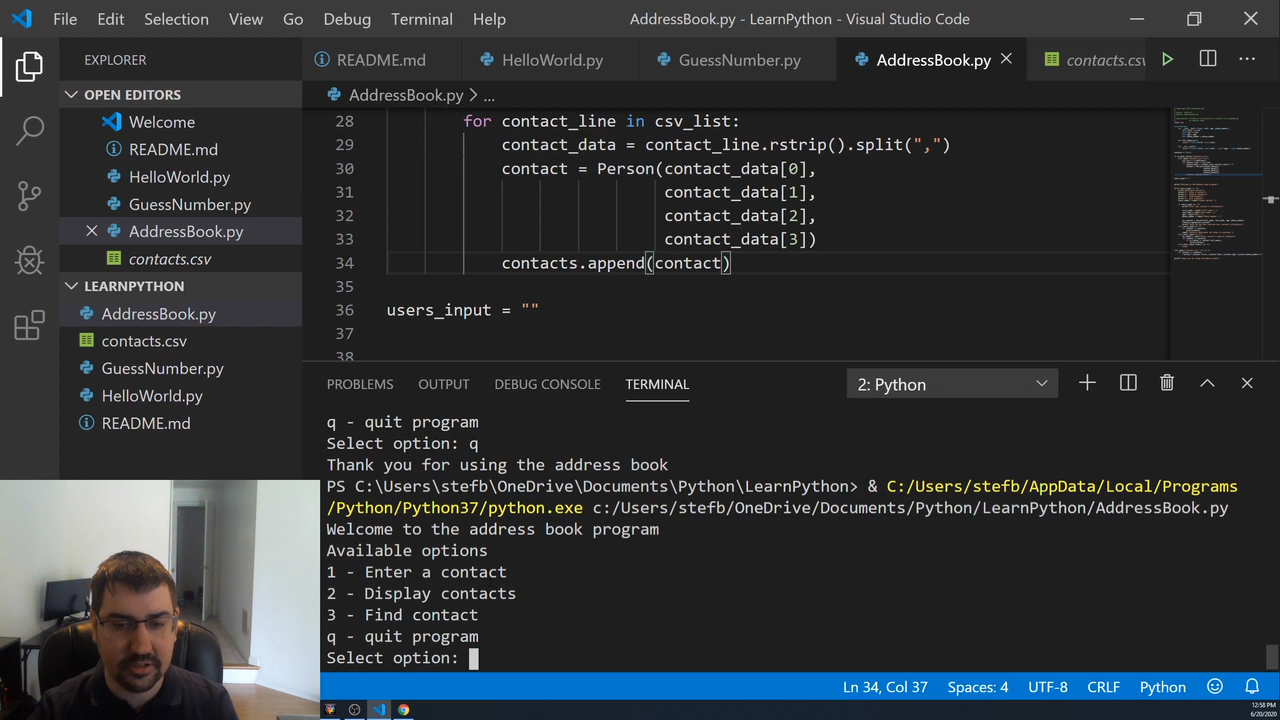 File Edit Selection View Go Debug Terminal Help AddressBook.py - LearnPython - Visual Studio Code
EXPLORER
README.md HelloWorld.py GuessNumber.py AddressBook.py contacts.csv
OPEN EDITORS
Welcome
README.md
HelloWorld.py
GuessNumber.py
AddressBook.py
contacts.csv
LEARNPYTHON
AddressBook.py
contacts.csv
GuessNumber.py
HelloWorld.py
README.md
AddressBook.py > ...
28 for contact_line in csv_list:
29 contact_data = contact_line.rstrip().split(",")
30 contact = Person(contact_data[0],
31 contact_data[1],
32 contact_data[2],
33 contact_data[3])
34 contacts.append(contact)
35
36 users_input = ""
37
38
PROBLEMS OUTPUT DEBUG CONSOLE TERMINAL 2: Python
q - quit program
Select option: q
Thank you for using the address book
PS C:\Users\stefb\OneDrive\Documents\Python\LearnPython> & C:/Users/stefb/AppData/Local/Programs
/Python/Python37/python.exe c:/Users/stefb/OneDrive/Documents/Python/LearnPython/AddressBook.py
Welcome to the address book program
Available options
1 - Enter a contact
2 - Display contacts
3 - Find contact
q - quit program
Select option:
Ln 34, Col 37 Spaces: 4 UTF-8 CRLF Python
12:58 PM
6/20/2020